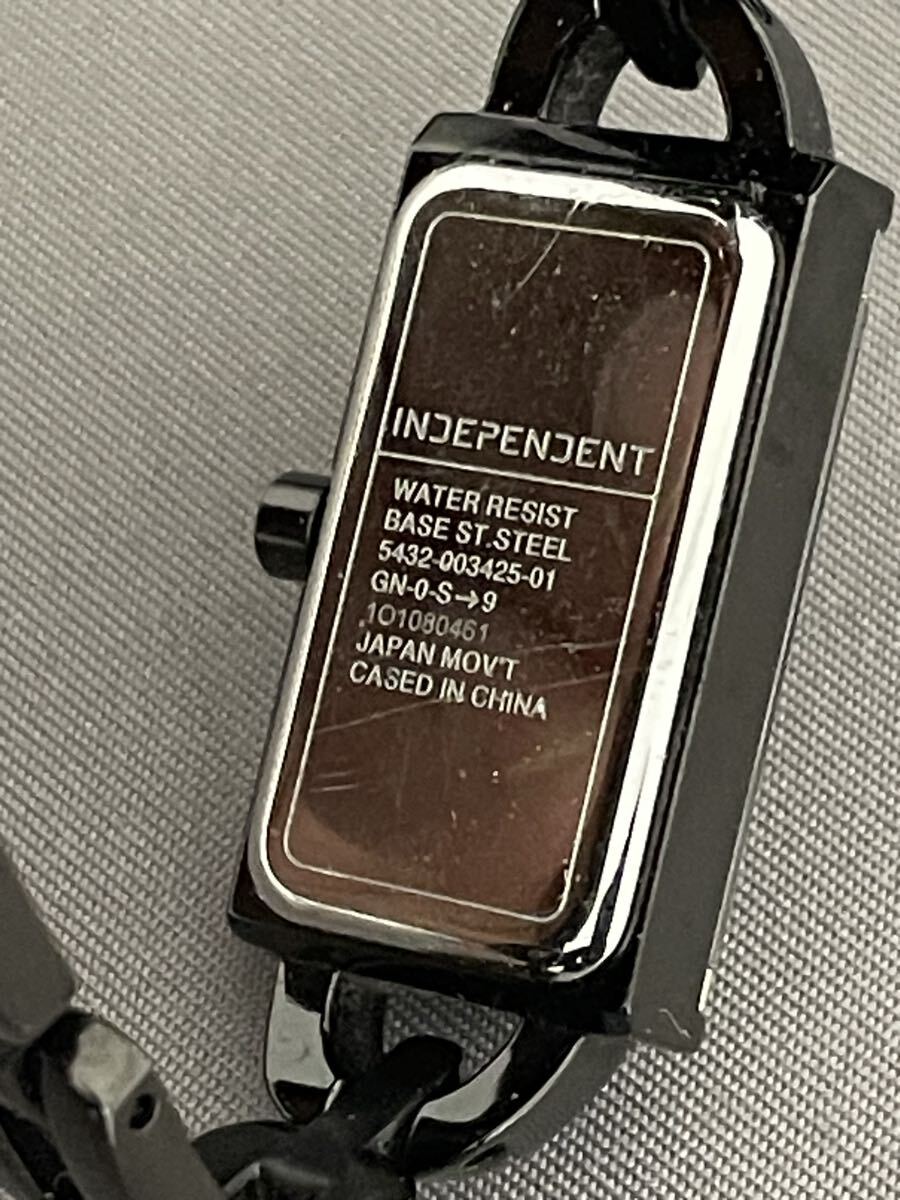 INDEPENDENT
WATER RESIST
BASE ST.STEEL
5432-003425-01
GN-0-S→9
1O1080461
JAPAN MOV'T
CASED IN CHINA